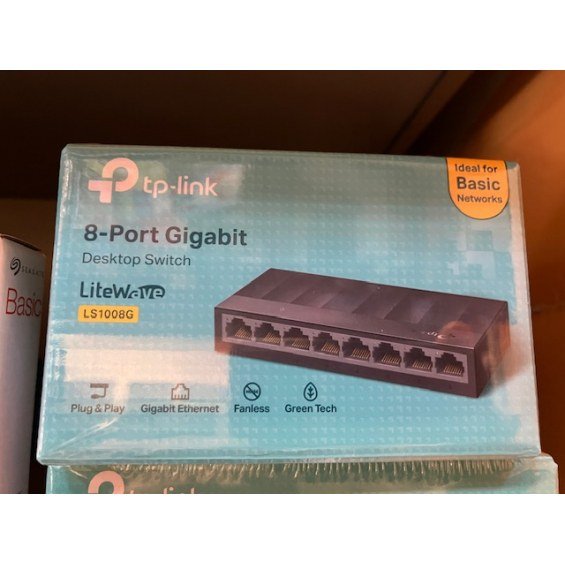 tp-link
Ideal for
Basic
Networks
8-Port Gigabit
Desktop Switch
LiteWave
LS1008G
Plug & Play
Gigabit Ethernet
Fanless
Green Tech
SEAGATE
Basic
tp-link